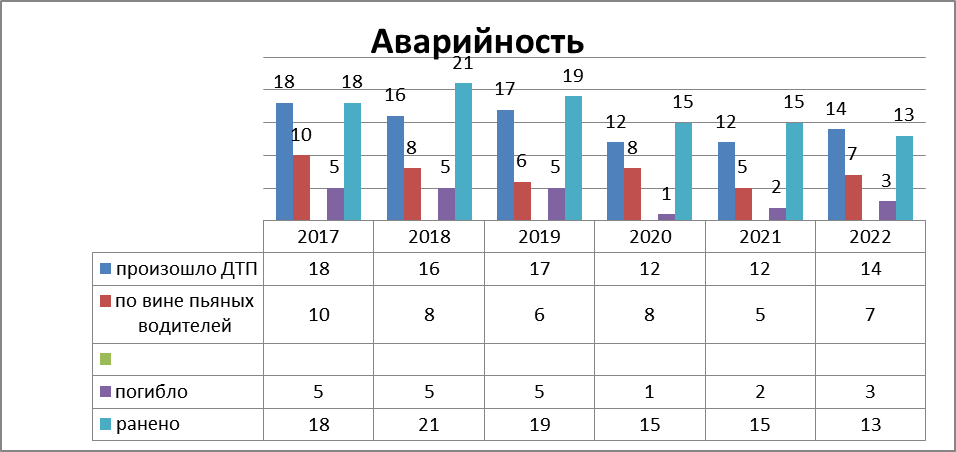 Аварийность
18 10 5 18 16 8 5 21 17 6 5 19 12 8 1 15 12 5 2 15 14 7 3 13
2017 2018 2019 2020 2021 2022
произошло ДТП 18 16 17 12 12 14
по вине пьяных
водителей 10 8 6 8 5 7
погибло 5 5 5 1 2 3
ранено 18 21 19 15 15 13